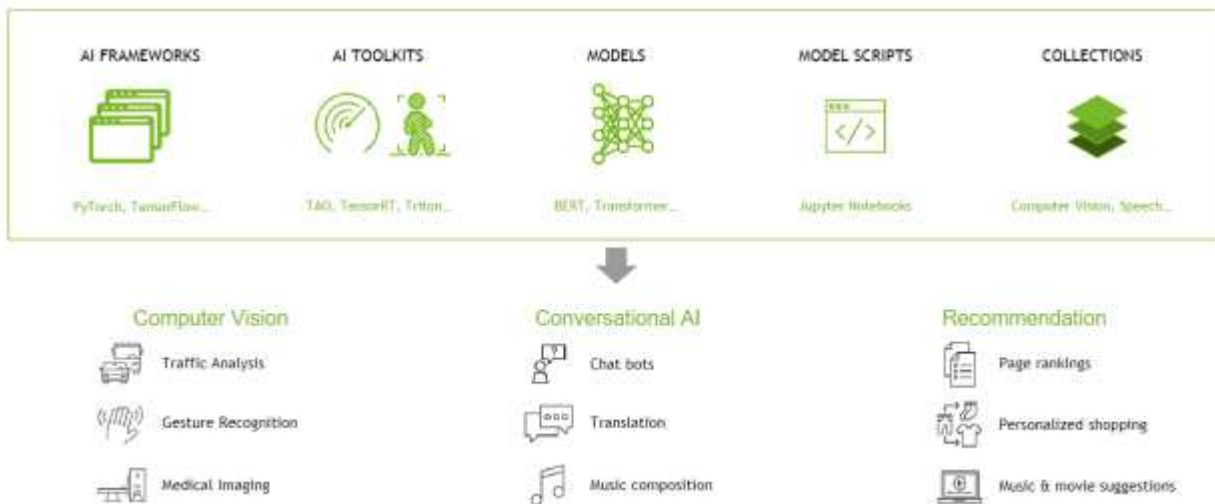 AI FRAMEWORKS
AI TOOLKITS
MODELS
MODEL SCRIPTS
COLLECTIONS
PyTorch, TensorFlow...
TAO, TensorRT, Triton...
BERT, Transformer...
Jupyter Notebooks
Computer Vision, Speech...
Computer Vision
Conversational AI
Recommendation
Traffic Analysis
Chat bots
Page rankings
Gesture Recognition
Translation
Personalized shopping
Medical Imaging
Music composition
Music & movie suggestions